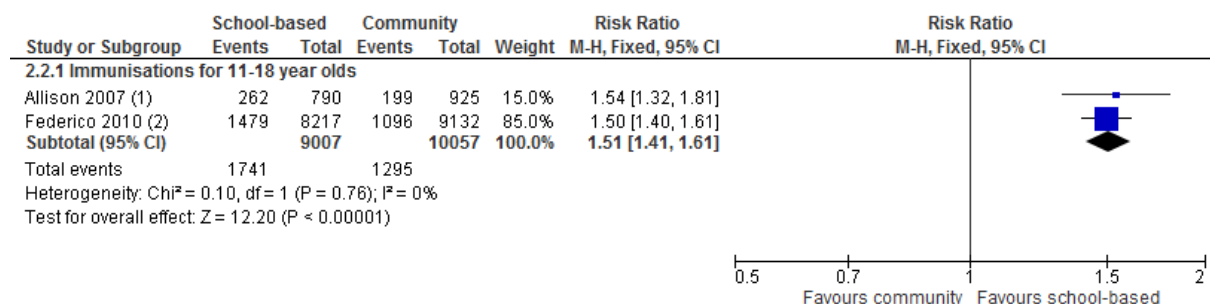 School-based Community Risk Ratio Risk Ratio
Study or Subgroup Events Total Events Total Weight M-H, Fixed, 95% CI M-H, Fixed, 95% CI
2.2.1 Immunisations for 11-18 year olds
Allison 2007 (1) 262 790 199 925 15.0% 1.54 [1.32, 1.81]
Federico 2010 (2) 1479 8217 1096 9132 85.0% 1.50 [1.40, 1.61]
Subtotal (95% CI) 9007 10057 100.0% 1.51 [1.41, 1.61]
Total events 1741 1295
Heterogeneity: Chi² = 0.10, df = 1 (P = 0.76); I² = 0%
Test for overall effect: Z = 12.20 (P < 0.00001)
0.5 0.7 1 1.5 2
Favours community Favours school-based